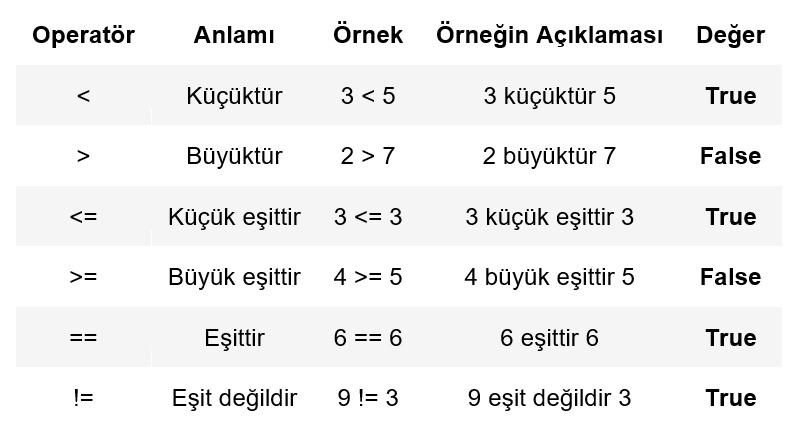 Operatör Anlamı Örnek Örneğin Açıklaması Değer
< Küçüktür 3 < 5 3 küçüktür 5 True
> Büyüktür 2 > 7 2 büyüktür 7 False
<= Küçük eşittir 3 <= 3 3 küçük eşittir 3 True
>= Büyük eşittir 4 >= 5 4 büyük eşittir 5 False
== Eşittir 6 == 6 6 eşittir 6 True
!= Eşit değildir 9 != 3 9 eşit değildir 3 True